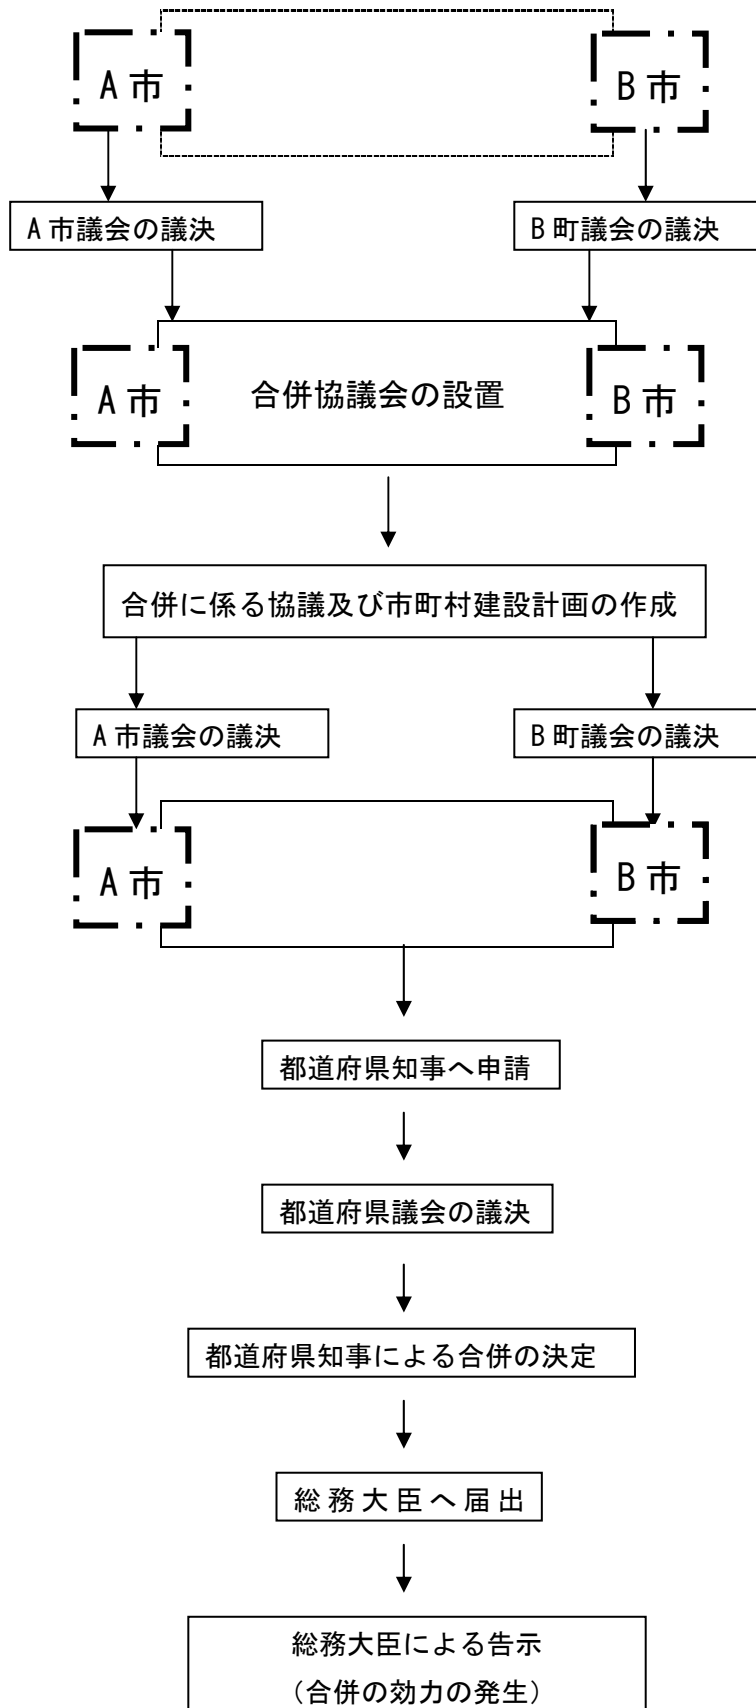 A市
B市
A市議会の議決
B町議会の議決
A市
合併協議会の設置
B市
合併に係る協議及び市町村建設計画の作成
A市議会の議決
B町議会の議決
A市
B市
都道府県知事へ申請
都道府県議会の議決
都道府県知事による合併の決定
総務大臣へ届出
総務大臣による告示
(合併の効力の発生)